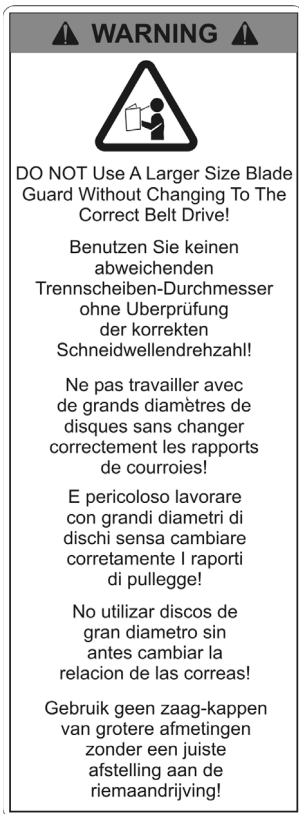 WARNING
DO NOT Use A Larger Size Blade
Guard Without Changing To The
Correct Belt Drive!
Benutzen Sie keinen
abweichenden
Trennscheiben-Durchmesser
ohne Uberprüfung
der korrekten
Schneidwellendrehzahl!
Ne pas travailler avec
de grands diamètres de
disques sans changer
correctement les rapports
de courroies!
E pericoloso lavorare
con grandi diametri di
dischi sensa cambiare
corretamente I raporti
di pullegge!
No utilizar discos de
gran diametro sin
antes cambiar la
relacion de las correas!
Gebruik geen zaag-kappen
van grotere afmetingen
zonder een juiste
afstelling aan de
riemaandrijving!